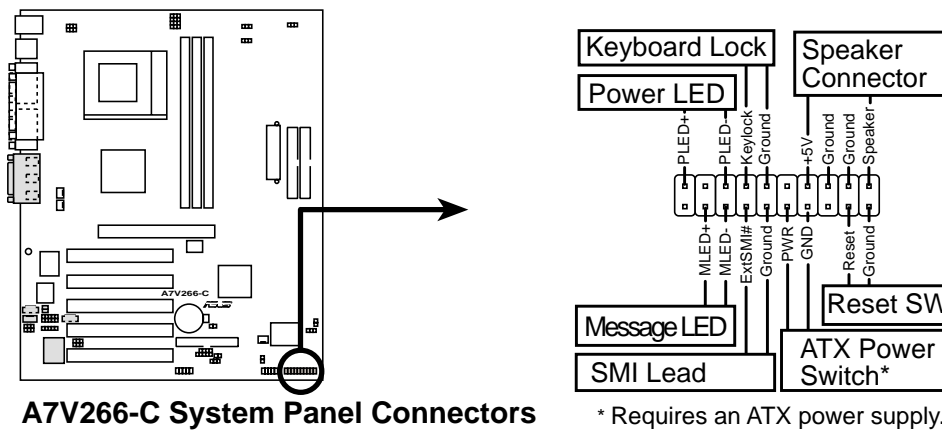 Keyboard Lock
Power LED
Speaker
Connector
PLED+
PLED-
Keylock
Ground
+5V
Ground
Ground
Speaker
MLED+
MLED-
ExtSMI#
Ground
PWR
GND
Reset
Ground
Message LED
SMI Lead
Reset SW
ATX Power
Switch*
A7V266-C
ASUS
A7V266-C System Panel Connectors
* Requires an ATX power supply.